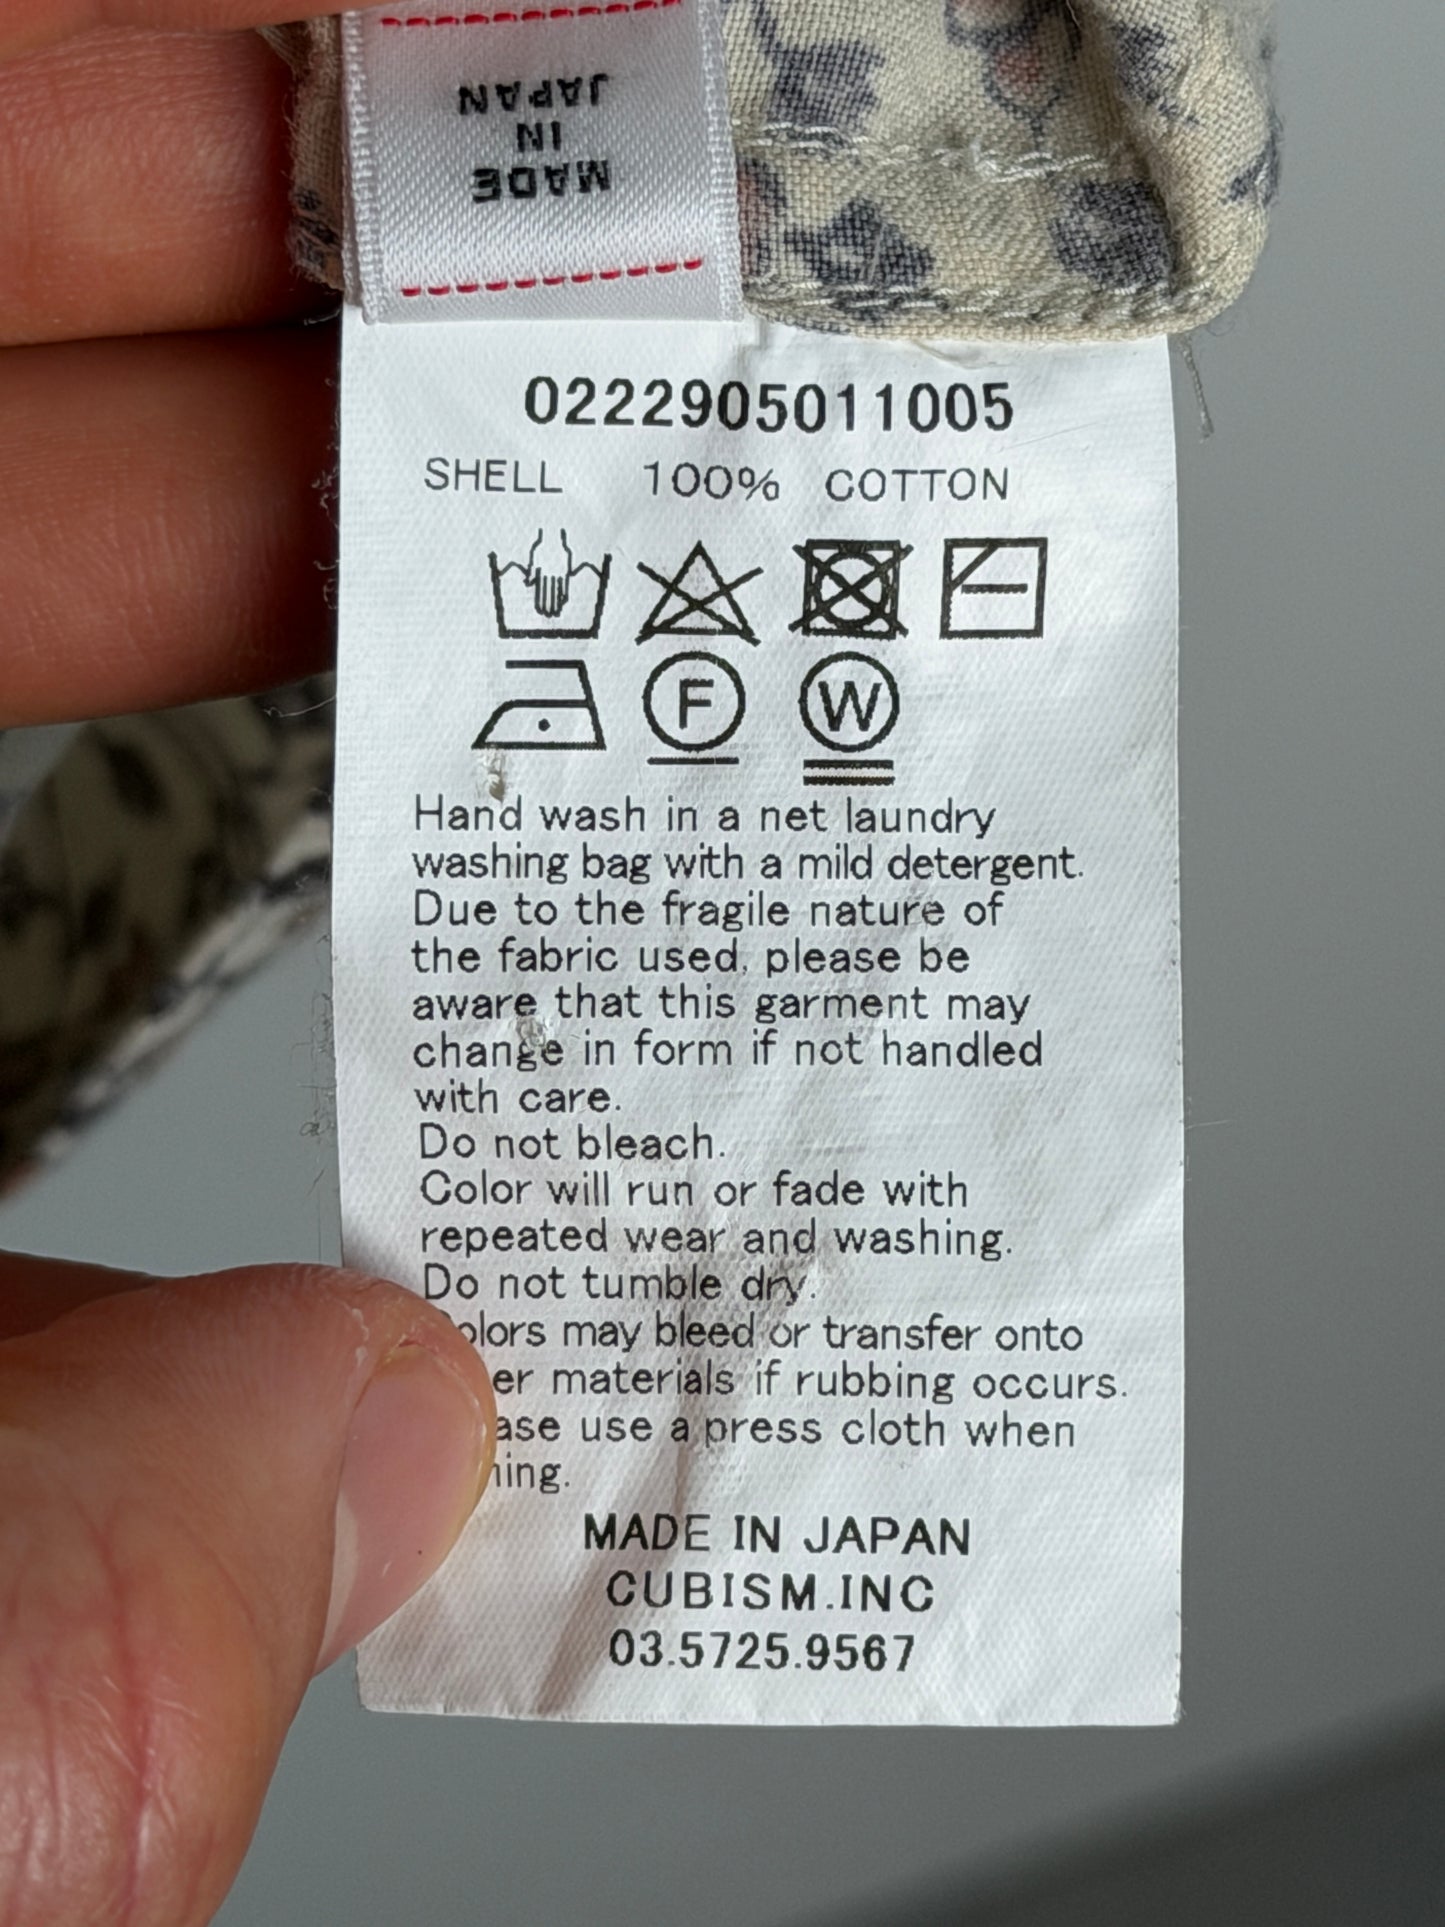 MADE
IN
JAPAN
0222905011005
SHELL 100% COTTON
F W
Hand wash in a net laundry
washing bag with a mild detergent.
Due to the fragile nature of
the fabric used, please be
aware that this garment may
change in form if not handled
with care.
Do not bleach.
Color will run or fade with
repeated wear and washing.
Do not tumble dry.
olors may bleed or transfer onto
er materials if rubbing occurs.
ase use a press cloth when
ing.
MADE IN JAPAN
CUBISM.INC
03.5725.9567